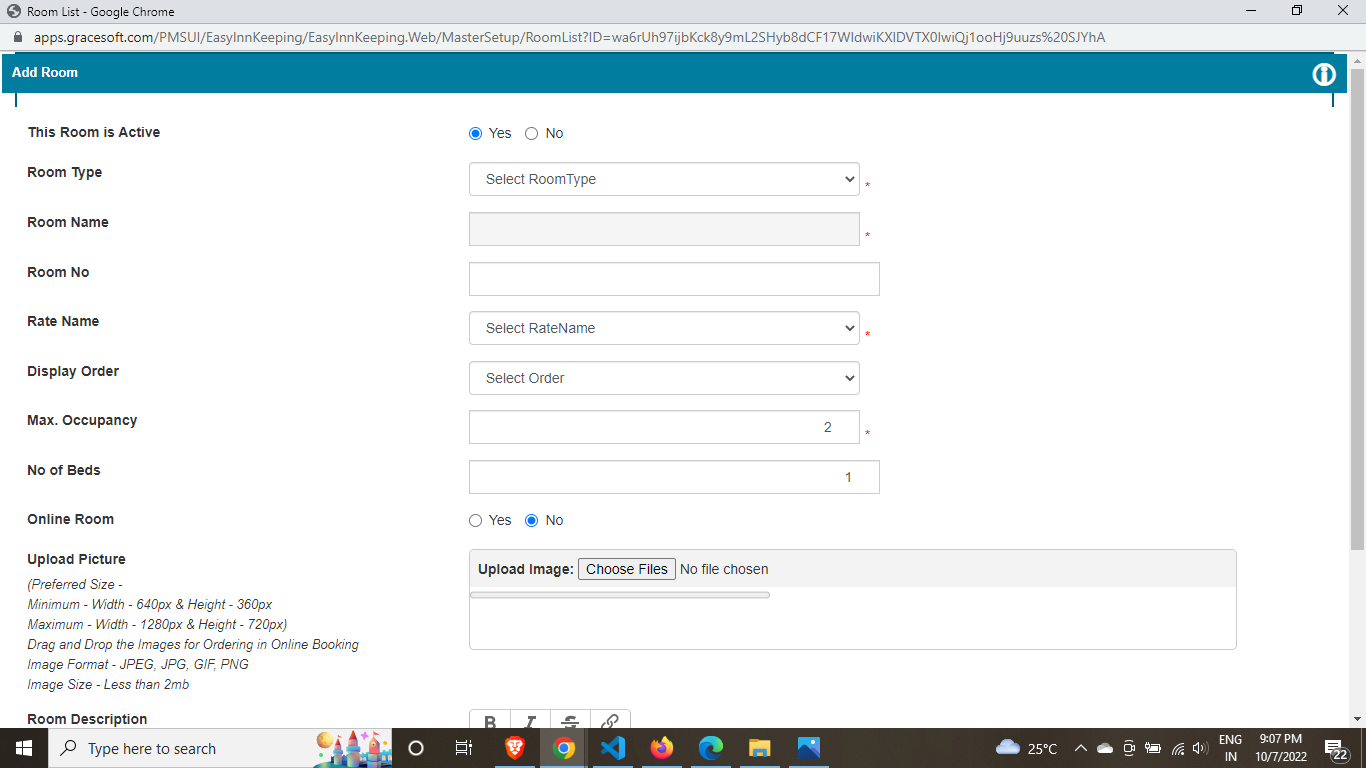 Room List - Google Chrome
apps.gracesoft.com/PMSUI/EasyInnKeeping/EasyInnKeeping.Web/MasterSetup/RoomList?ID=wa6rUh97ijbKck8y9mL2SHyb8dCF17WIdwiKXIDVTX0IwiQj1ooHj9uuzs%20SJYhA
Add Room
This Room is Active
Yes No
Room Type
Select RoomType *
Room Name
*
Room No
Rate Name
Select RateName *
Display Order
Select Order
Max. Occupancy
2 *
No of Beds
1
Online Room
Yes No
Upload Picture
Upload Image: Choose Files No file chosen
(Preferred Size -
Minimum - Width - 640px & Height - 360px
Maximum - Width - 1280px & Height - 720px)
Drag and Drop the Images for Ordering in Online Booking
Image Format - JPEG, JPG, GIF, PNG
Image Size - Less than 2mb
Room Description
B I S
Type here to search
25°C
ENG
IN
9:07 PM
10/7/2022
22